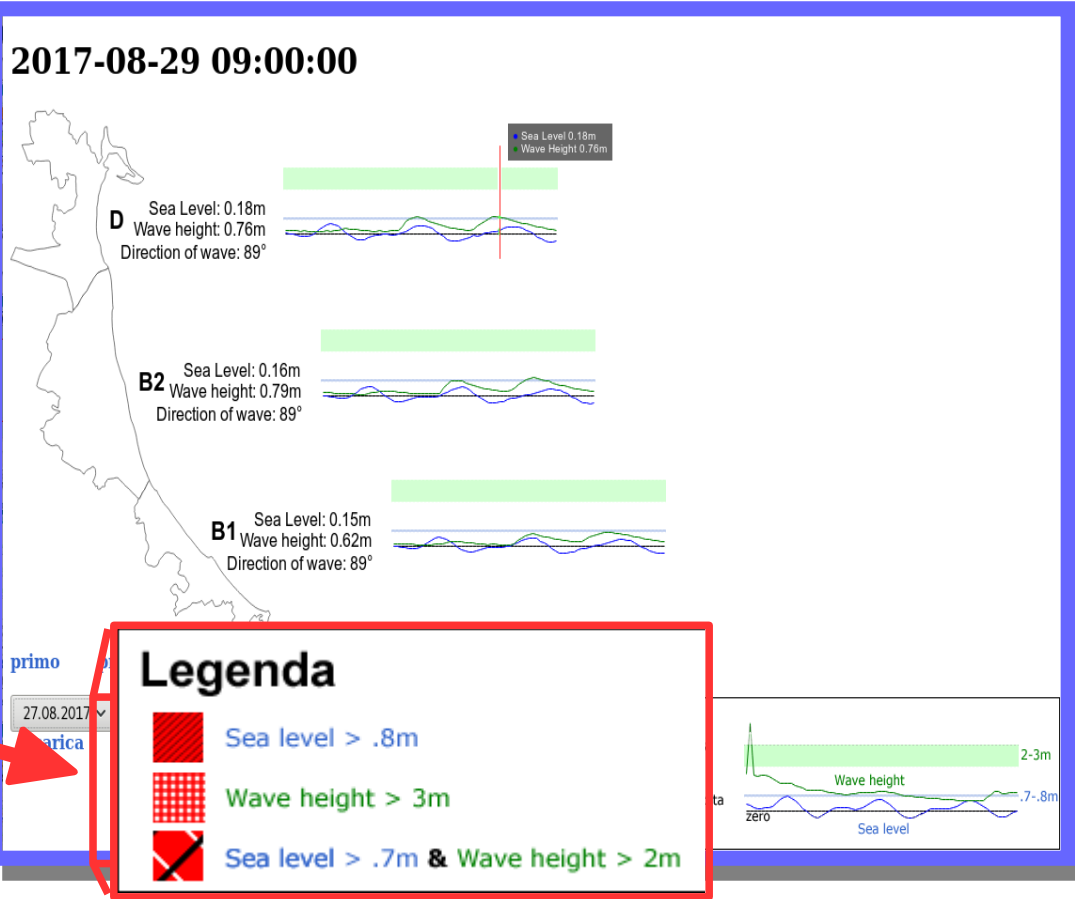 2017-08-29 09:00:00
Sea Level 0.18m
Wave Height 0.76m
D
Sea Level: 0.18m
Wave height: 0.76m
Direction of wave: 89°
B2
Sea Level: 0.16m
Wave height: 0.79m
Direction of wave: 89°
B1
Sea Level: 0.15m
Wave height: 0.62m
Direction of wave: 89°
primo
27.08.2017
arica
Legenda
Sea level > .8m
Wave height > 3m
Sea level > .7m & Wave height > 2m
ta
2-3m
Wave height
.7-.8m
zero
Sea level